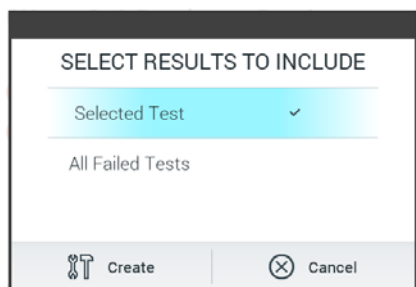 SELECT RESULTS TO INCLUDE
Selected Test
All Failed Tests
Create Cancel